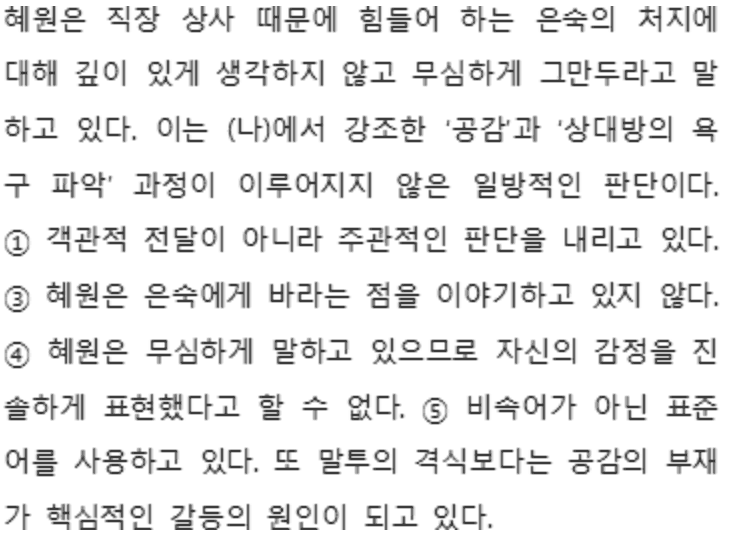 혜원은 직장 상사 때문에 힘들어 하는 은숙의 처지에
대해 깊이 있게 생각하지 않고 무심하게 그만두라고 말
하고 있다. 이는 (나)에서 강조한 ‘공감’과 ‘상대방의 욕
구 파악’ 과정이 이루어지지 않은 일방적인 판단이다.
① 객관적 전달이 아니라 주관적인 판단을 내리고 있다.
③ 혜원은 은숙에게 바라는 점을 이야기하고 있지 않다.
④ 혜원은 무심하게 말하고 있으므로 자신의 감정을 진
솔하게 표현했다고 할 수 없다. ⑤ 비속어가 아닌 표준
어를 사용하고 있다. 또 말투의 격식보다는 공감의 부재
가 핵심적인 갈등의 원인이 되고 있다.